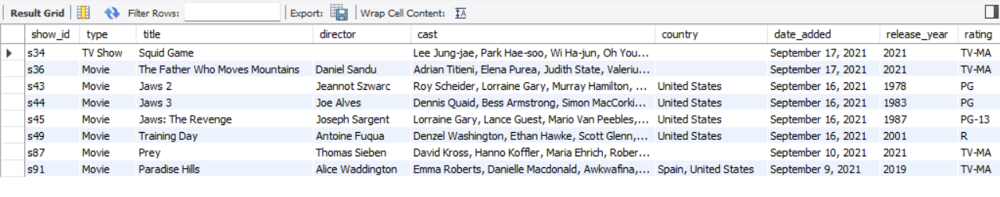 Result Grid Filter Rows: Export: Wrap Cell Content: IA
show_id type title director cast country date_added release_year rating
s34 TV Show Squid Game Lee Jung-jae, Park Hae-soo, Wi Ha-jun, Oh You... September 17, 2021 2021 TV-MA
s36 Movie The Father Who Moves Mountains Daniel Sandu Adrian Titieni, Elena Purea, Judith State, Valeriu... September 17, 2021 2021 TV-MA
s43 Movie Jaws 2 Jeannot Szwarc Roy Scheider, Lorraine Gary, Murray Hamilton, ... United States September 16, 2021 1978 PG
s44 Movie Jaws 3 Joe Alves Dennis Quaid, Bess Armstrong, Simon MacCorki... United States September 16, 2021 1983 PG
s45 Movie Jaws: The Revenge Joseph Sargent Lorraine Gary, Lance Guest, Mario Van Peebles,... United States September 16, 2021 1987 PG-13
s49 Movie Training Day Antoine Fuqua Denzel Washington, Ethan Hawke, Scott Glenn,... United States September 16, 2021 2001 R
s87 Movie Prey Thomas Sieben David Kross, Hanno Koffler, Maria Ehrich, Rober... September 10, 2021 2021 TV-MA
s91 Movie Paradise Hills Alice Waddington Emma Roberts, Danielle Macdonald, Awkwafina,... Spain, United States September 9, 2021 2019 TV-MA